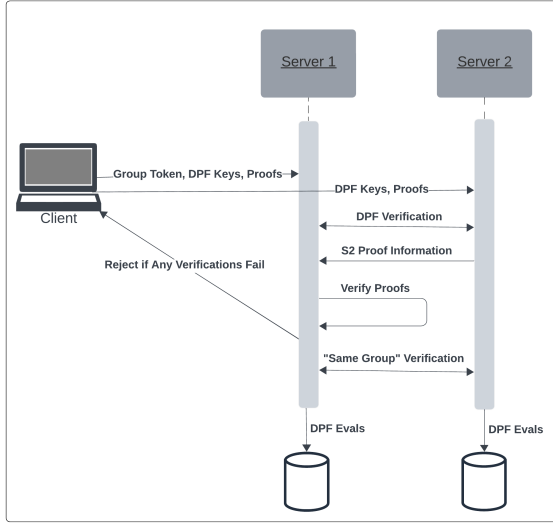 Server 1
Server 2
Group Token, DPF Keys, Proofs
DPF Keys, Proofs
Client
DPF Verification
S2 Proof Information
Reject if Any Verifications Fail
Verify Proofs
"Same Group" Verification
DPF Evals
DPF Evals